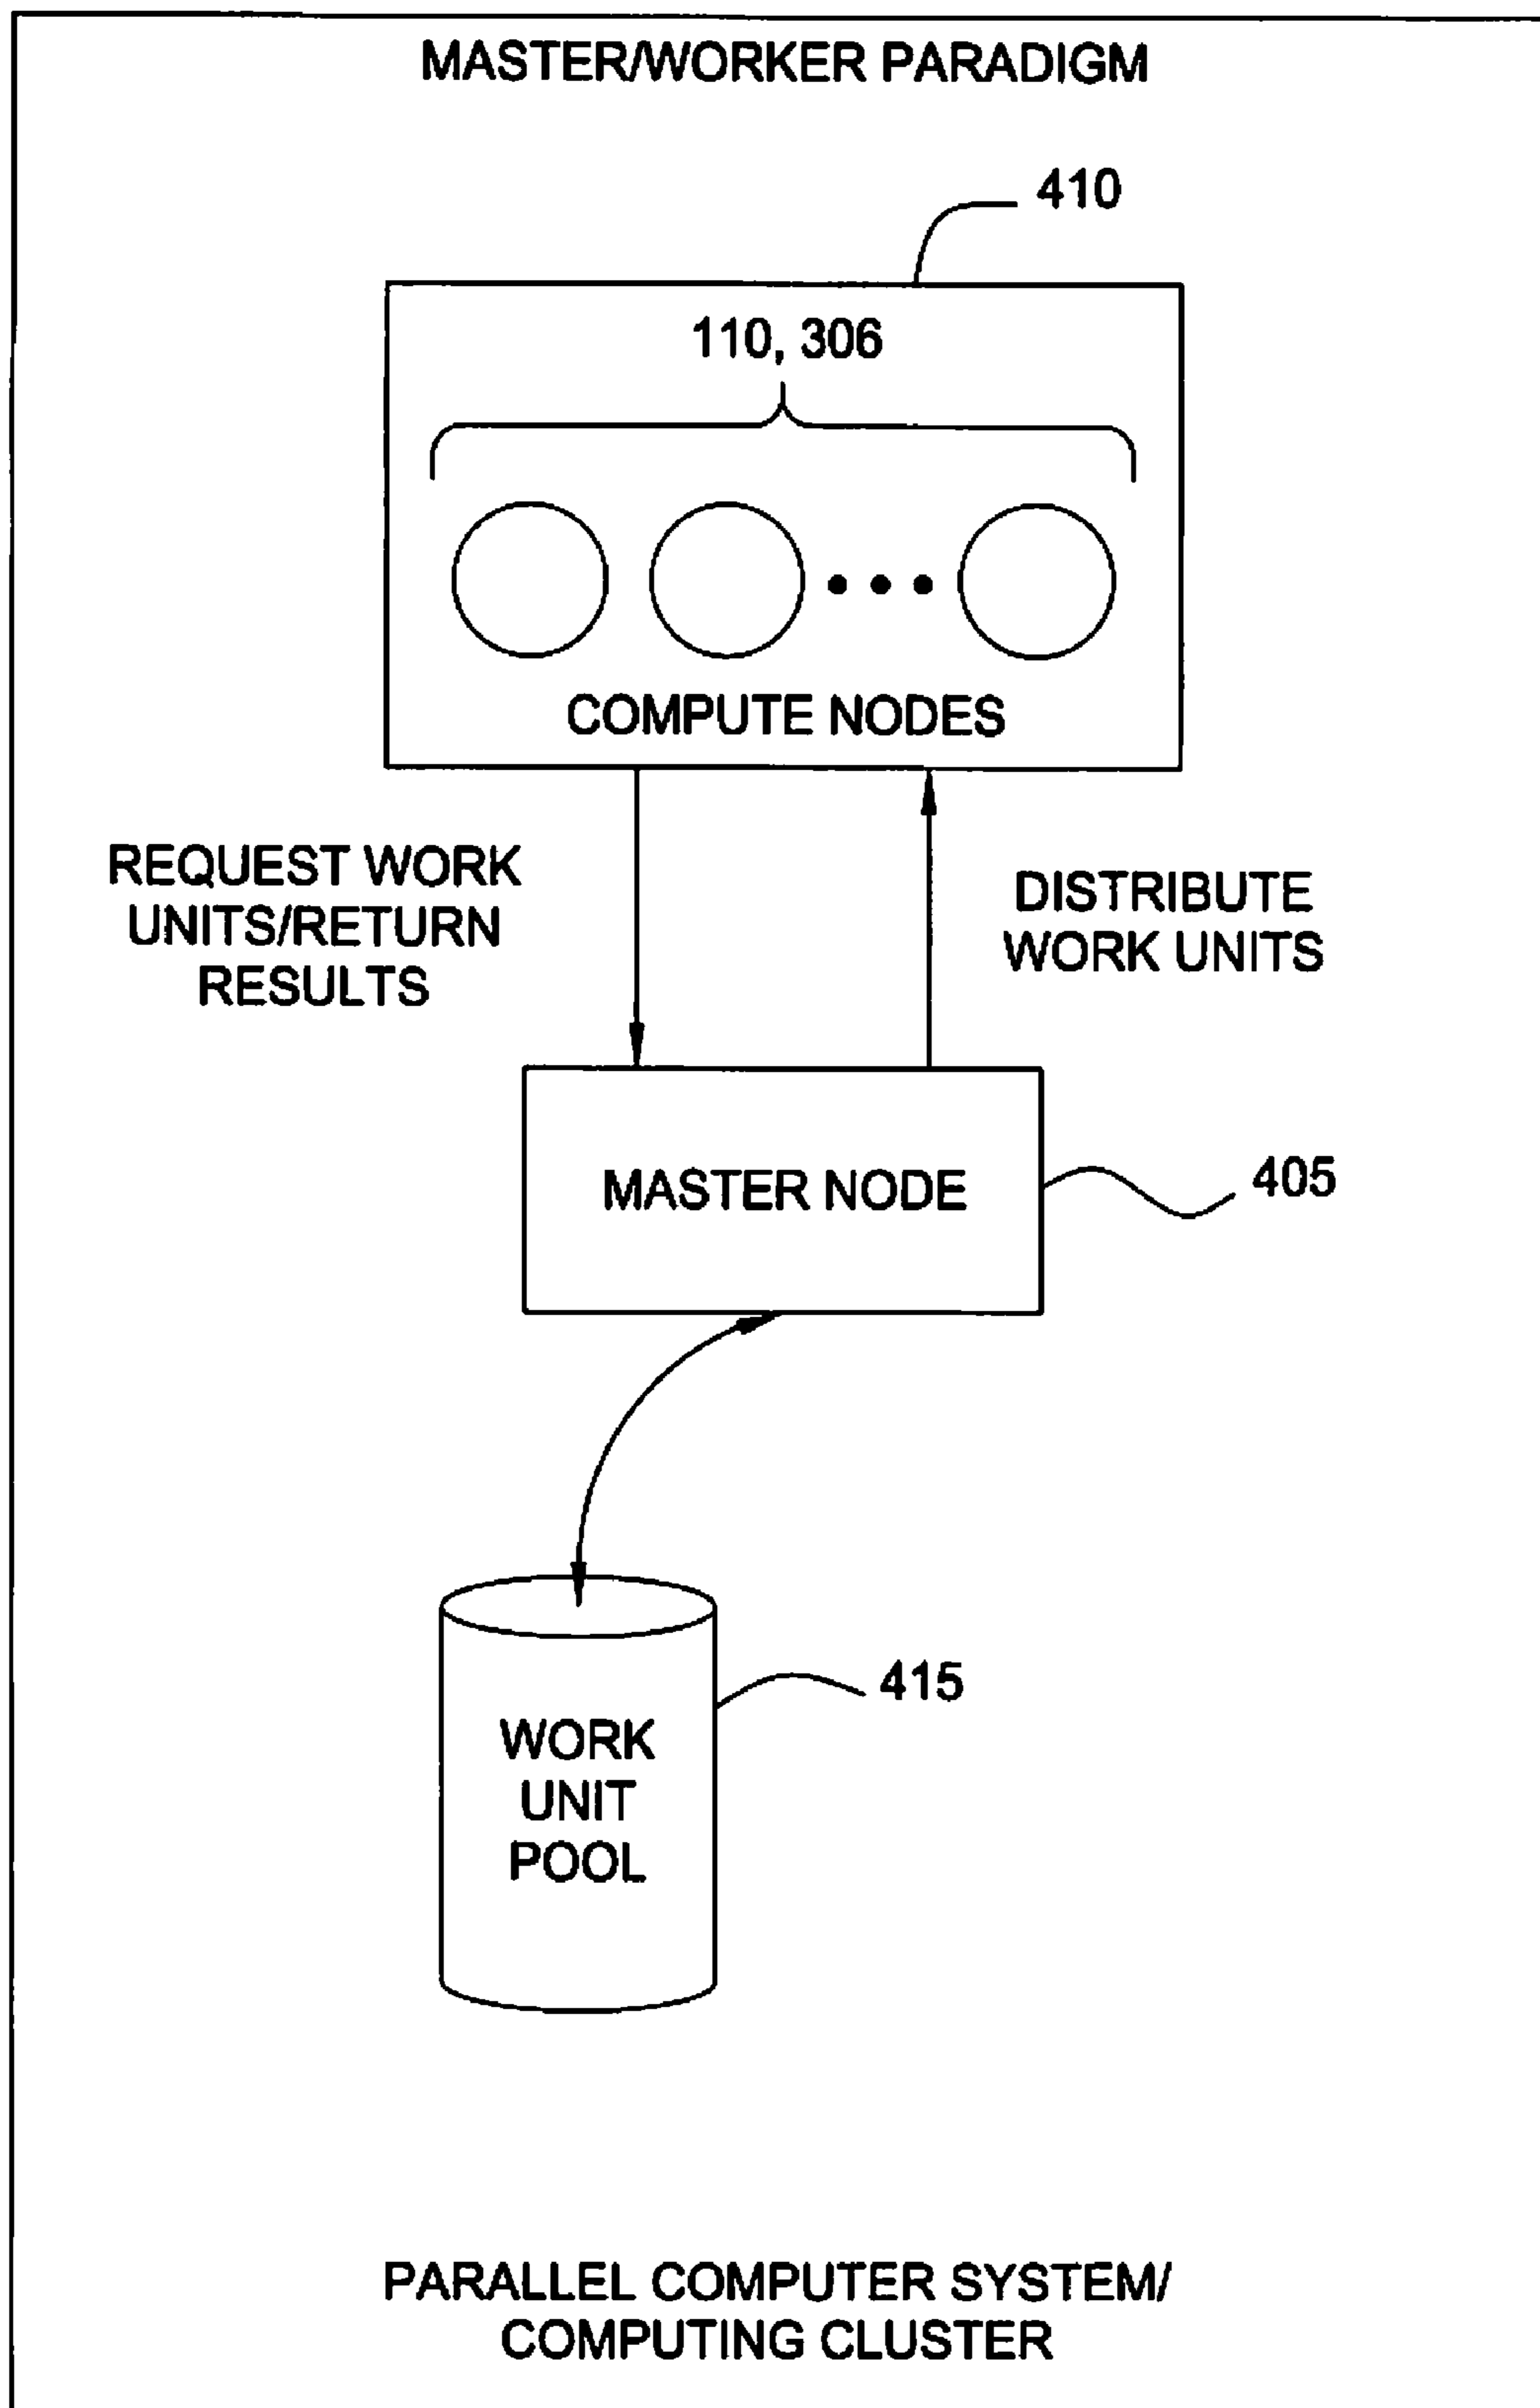 MASTER/WORKER PARADIGM
410
110, 306
COMPUTE NODES
REQUEST WORK
UNITS/RETURN
RESULTS
DISTRIBUTE
WORK UNITS
MASTER NODE
405
415
WORK
UNIT
POOL
PARALLEL COMPUTER SYSTEM/
COMPUTING CLUSTER